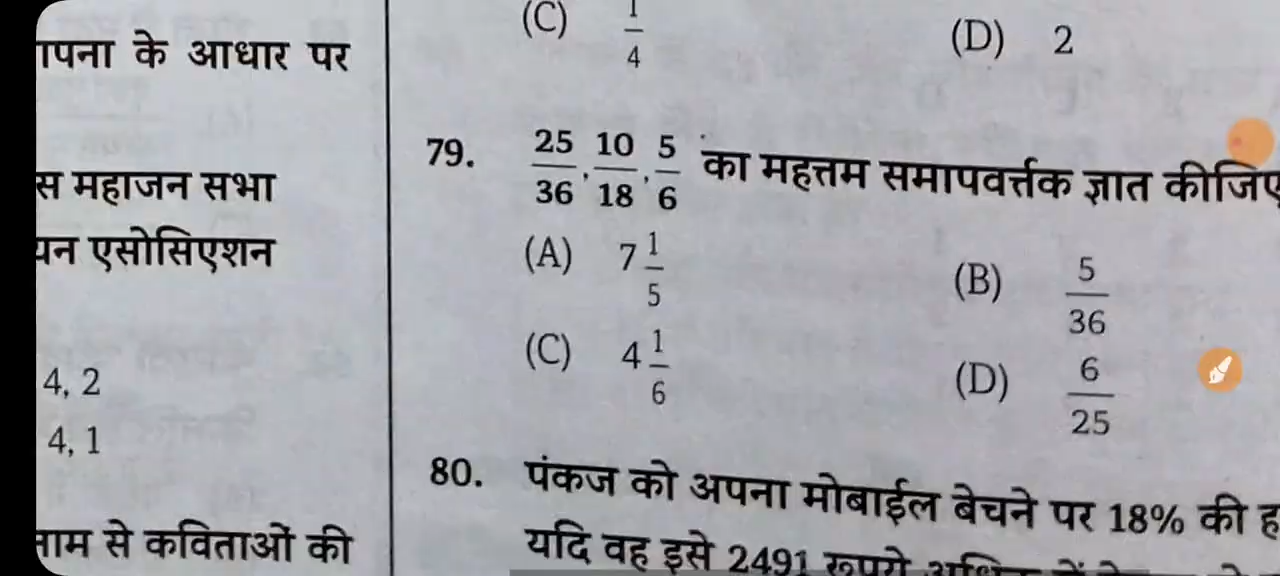 ापना के आधार पर
स महाजन सभा
यन एसोसिएशन
4, 2
4, 1
नाम से कविताओं की
(C) 1/4 (D) 2
79. 25/36, 10/18, 5/6 का महत्तम समापवर्त्तक ज्ञात कीजिए
(A) 7 1/5 (B) 5/36
(C) 4 1/6 (D) 6/25
80. पंकज को अपना मोबाईल बेचने पर 18% की ह
यदि वह इसे 2491 रूपये अधिक में